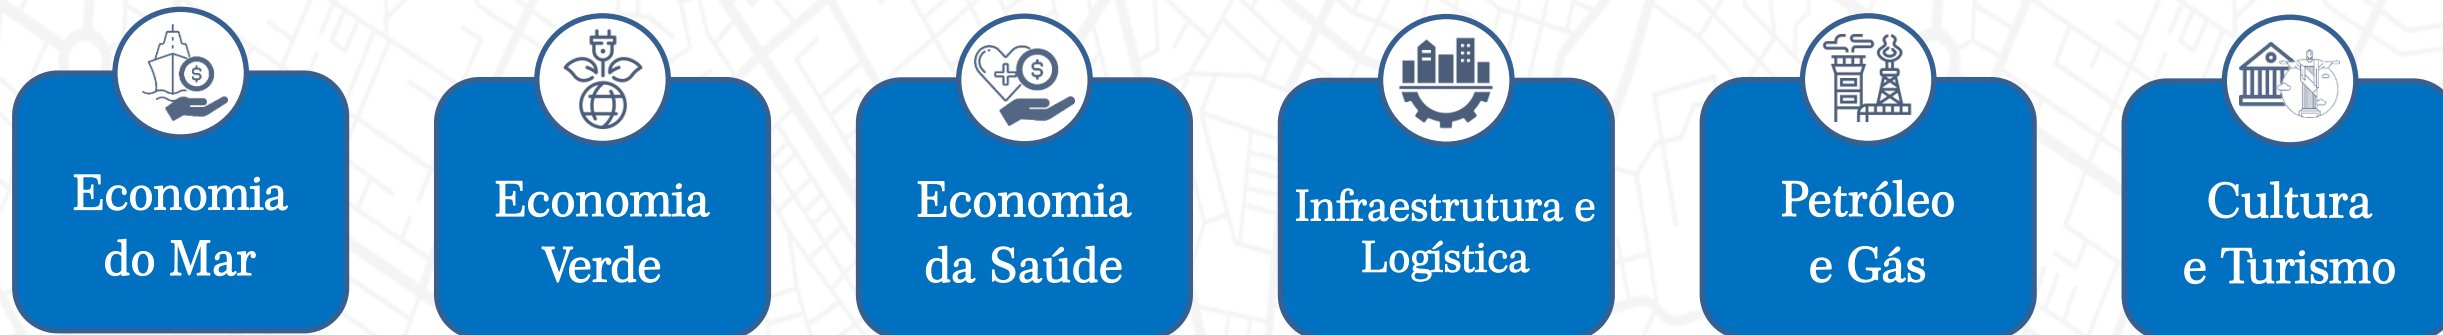 Economia
do Mar
Economia
Verde
Economia
da Saúde
Infraestrutura e
Logística
Petróleo
e Gás
Cultura
e Turismo